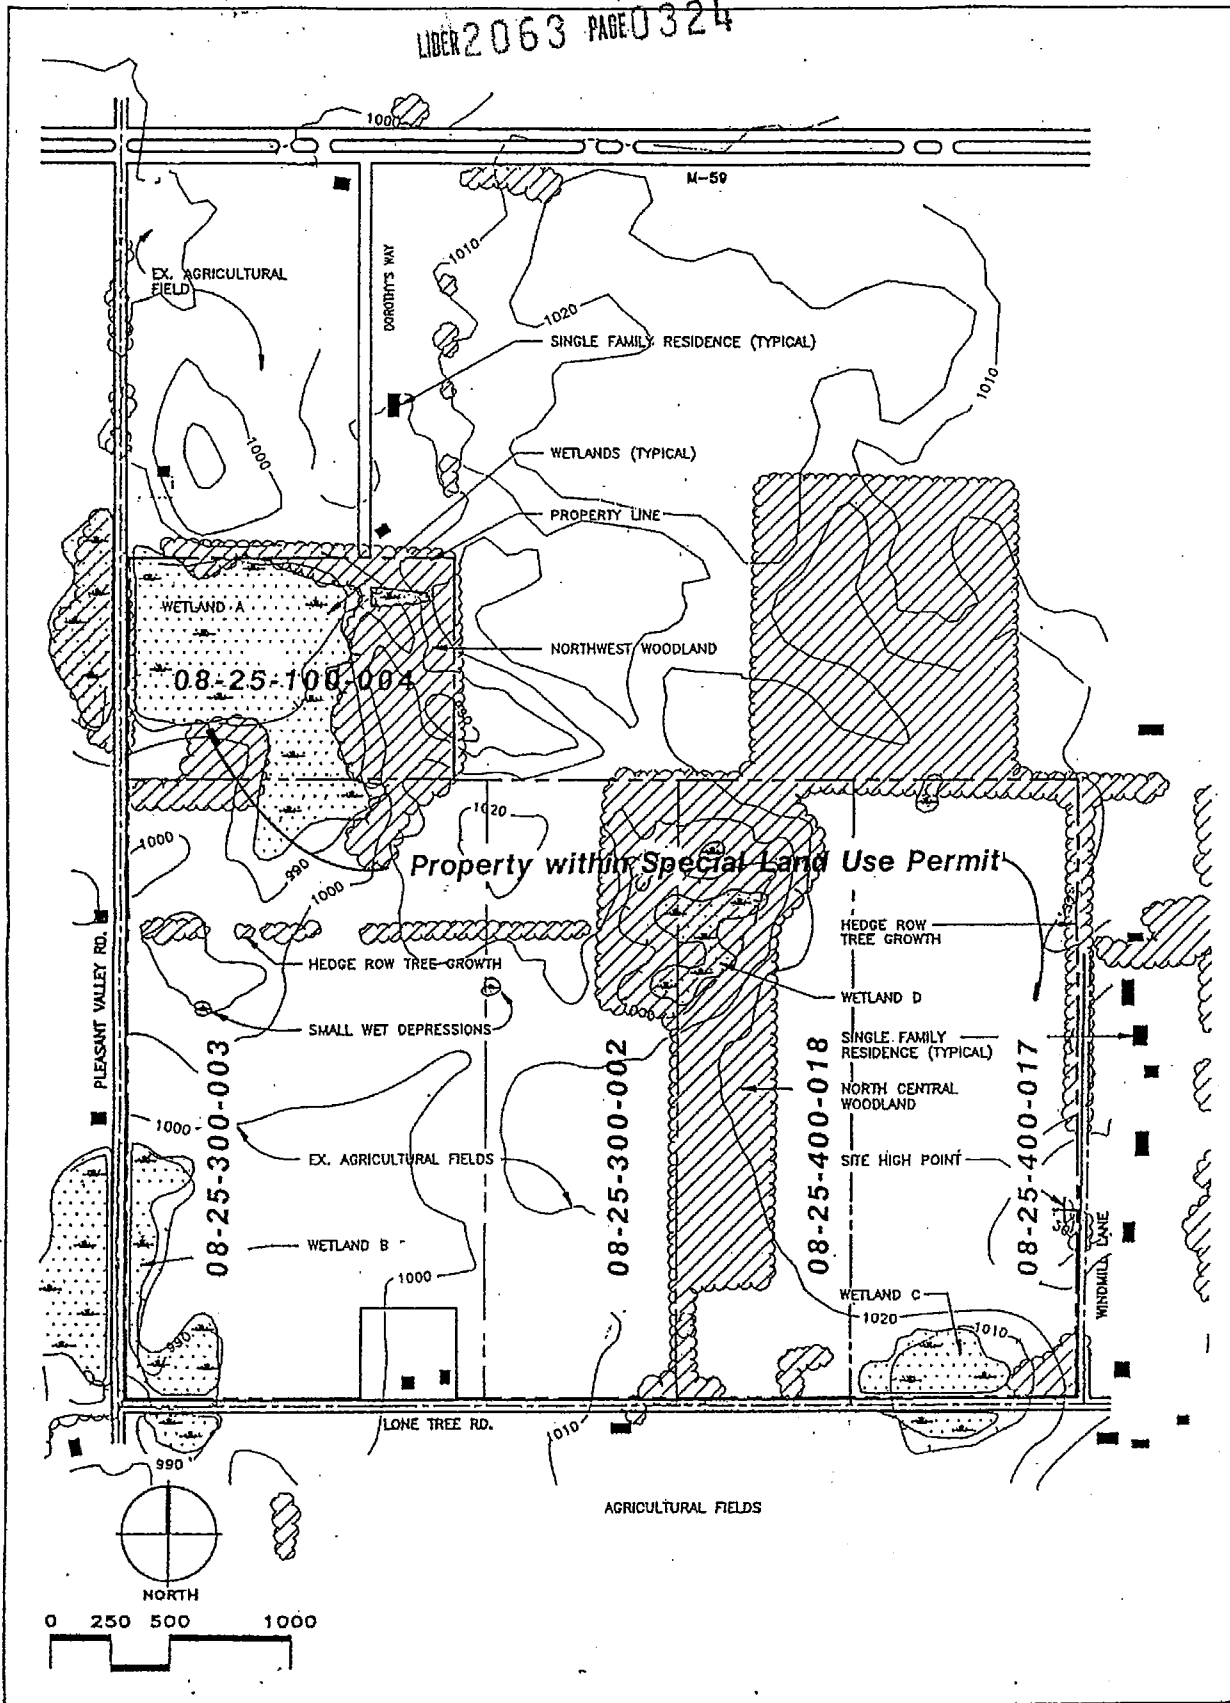 LIBER 2063 PAGE 0324
1000
M-59
EX. AGRICULTURAL
FIELD
DOROTHY'S WAY
1010
1020
SINGLE FAMILY RESIDENCE (TYPICAL)
1010
1000
WETLANDS (TYPICAL)
PROPERTY LINE
WETLAND A
NORTHWEST WOODLAND
08-25-100-004
1020
1000
990
1000
Property within Special Land Use Permit
HEDGE ROW
TREE GROWTH
PLEASANT VALLEY RD.
HEDGE ROW TREE GROWTH
WETLAND D
SMALL WET DEPRESSIONS
SINGLE FAMILY
RESIDENCE (TYPICAL)
08-25-300-003
08-25-300-002
08-25-400-018
08-25-400-017
NORTH CENTRAL
WOODLAND
1000
EX. AGRICULTURAL FIELDS
SITE HIGH POINT
WETLAND B
1000
WETLAND C
WINDMILL LANE
1020
1010
990
LONE TREE RD.
1010
990
AGRICULTURAL FIELDS
NORTH
0 250 500 1000